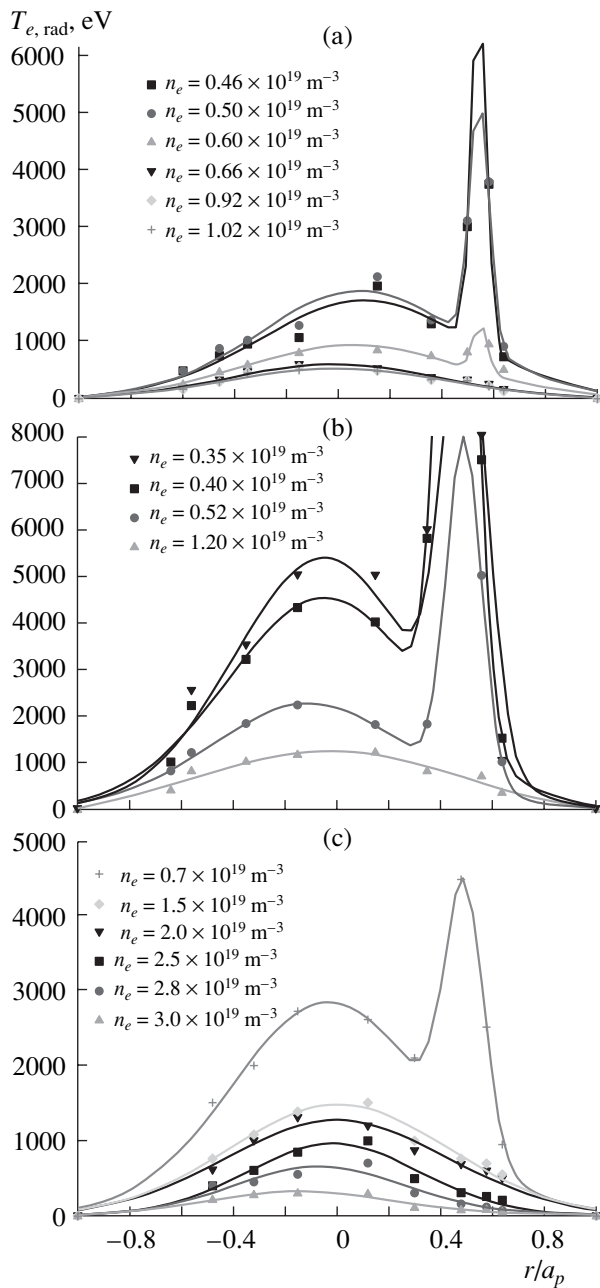 T_{e, rad}, eV
(a)
6000
5000
4000
3000
2000
1000
0
n_e = 0.46 × 10^{19} m^{−3}
n_e = 0.50 × 10^{19} m^{−3}
n_e = 0.60 × 10^{19} m^{−3}
n_e = 0.66 × 10^{19} m^{−3}
n_e = 0.92 × 10^{19} m^{−3}
n_e = 1.02 × 10^{19} m^{−3}
(b)
8000
7000
6000
5000
4000
3000
2000
1000
0
n_e = 0.35 × 10^{19} m^{−3}
n_e = 0.40 × 10^{19} m^{−3}
n_e = 0.52 × 10^{19} m^{−3}
n_e = 1.20 × 10^{19} m^{−3}
(c)
5000
4000
3000
2000
1000
0
n_e = 0.7 × 10^{19} m^{−3}
n_e = 1.5 × 10^{19} m^{−3}
n_e = 2.0 × 10^{19} m^{−3}
n_e = 2.5 × 10^{19} m^{−3}
n_e = 2.8 × 10^{19} m^{−3}
n_e = 3.0 × 10^{19} m^{−3}
−0.8 −0.4 0 0.4 0.8
r/a_p